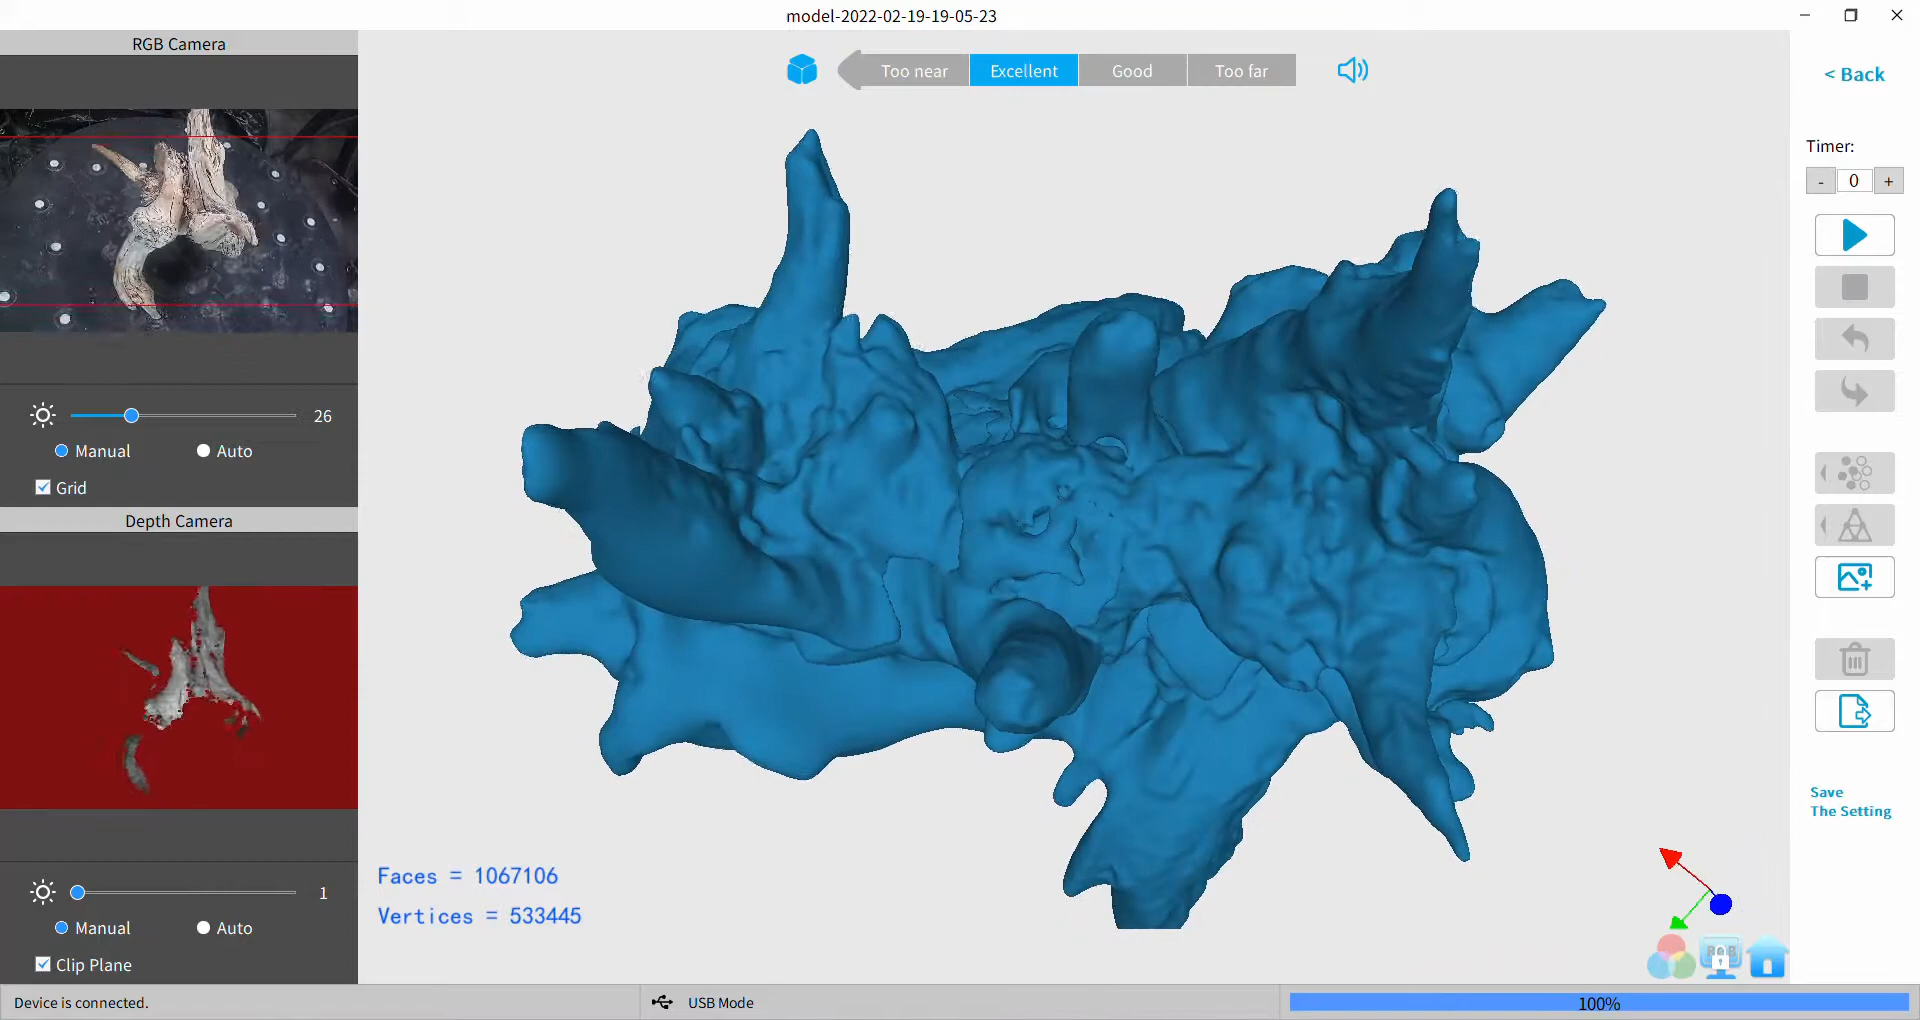 model-2022-02-19-19-05-23
RGB Camera
Too near
Excellent
Good
Too far
< Back
Timer:
- 0 +
26
Manual
Auto
Grid
Depth Camera
Save
The Setting
Faces = 1067106
Vertices = 533445
1
Manual
Auto
Clip Plane
RGB
Device is connected.
USB Mode
100%